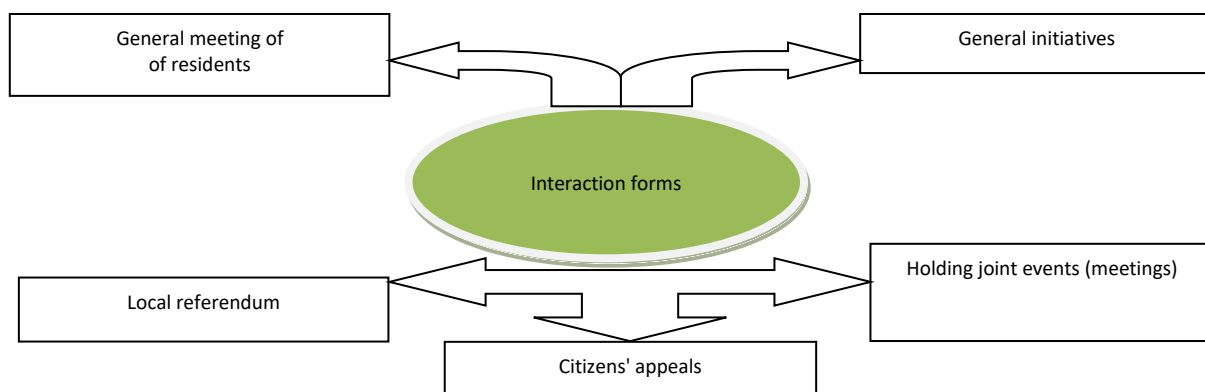 General meeting of
of residents
General initiatives
Interaction forms
Holding joint events (meetings)
Local referendum
Citizens' appeals